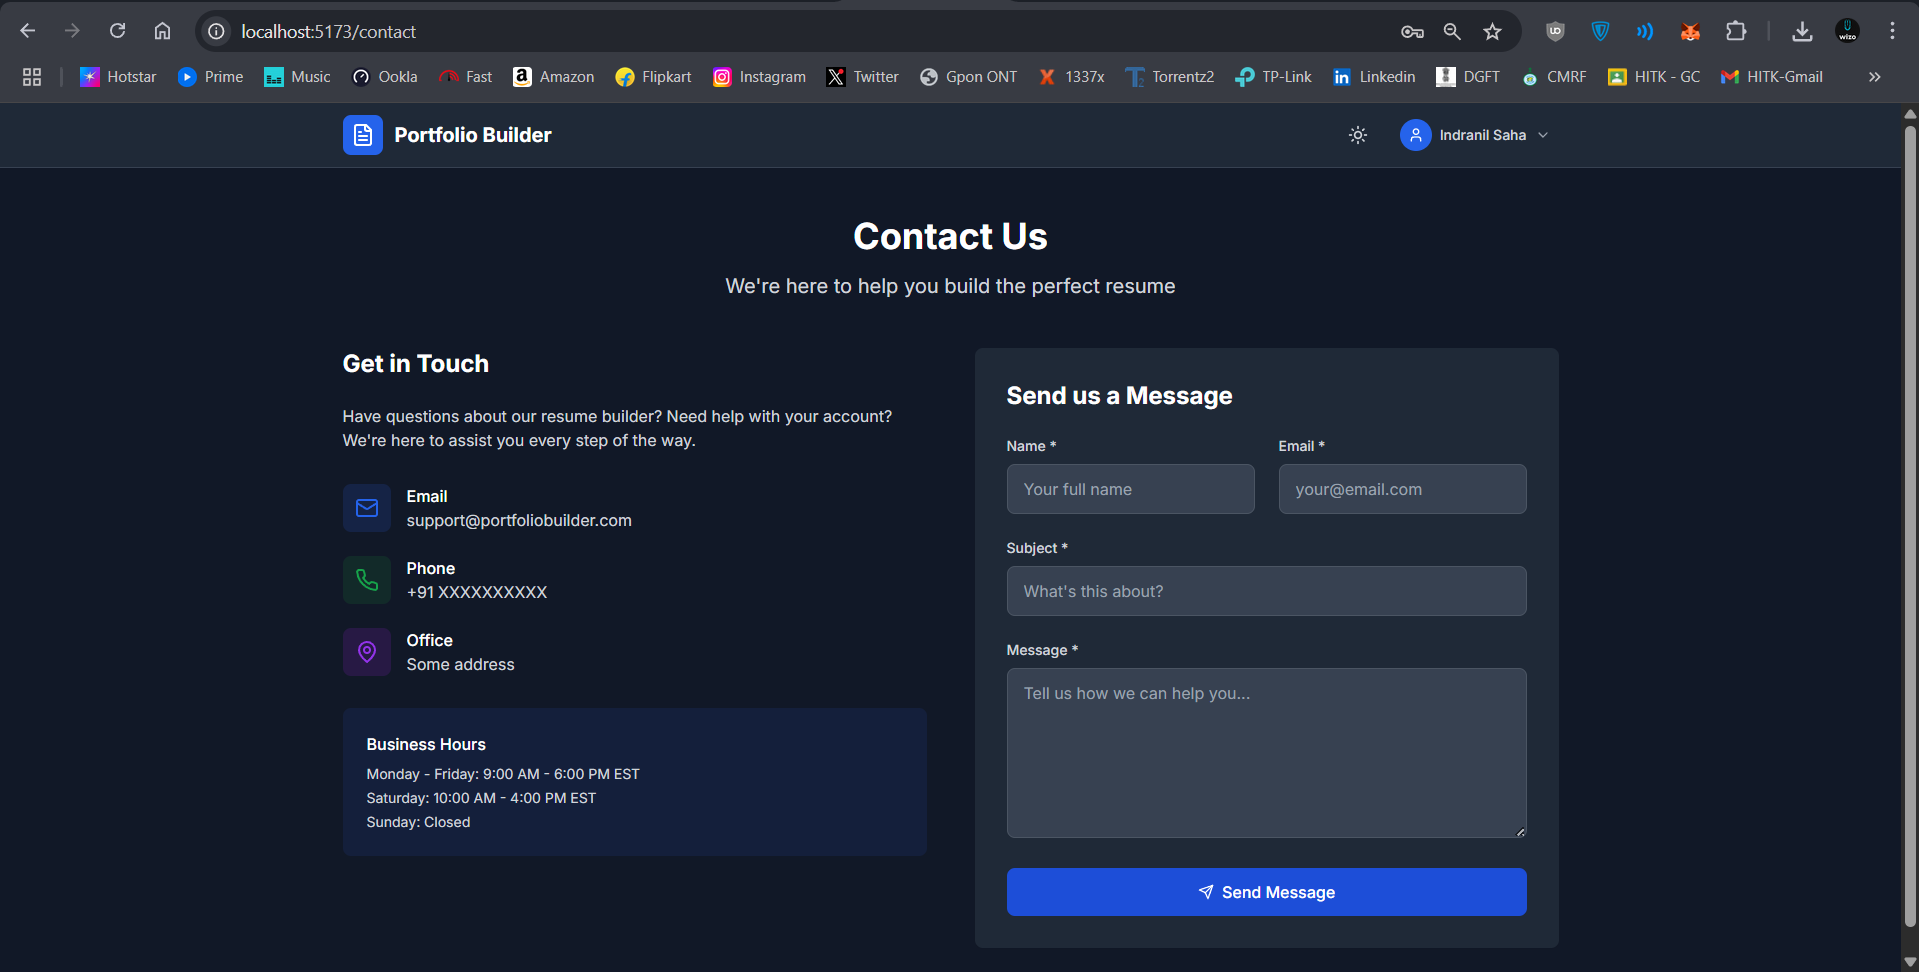 localhost:5173/contact
Hotstar Prime Music Ookla Fast Amazon Flipkart Instagram Twitter Gpon ONT 1337x Torrentz2 TP-Link Linkedin DGFT CMRF HITK - GC HITK-Gmail
Portfolio Builder
Indranil Saha
Contact Us
We're here to help you build the perfect resume
Get in Touch
Have questions about our resume builder? Need help with your account?
We're here to assist you every step of the way.
Email
support@portfoliobuilder.com
Phone
+91 XXXXXXXXXX
Office
Some address
Business Hours
Monday - Friday: 9:00 AM - 6:00 PM EST
Saturday: 10:00 AM - 4:00 PM EST
Sunday: Closed
Send us a Message
Name * Email *
Your full name your@email.com
Subject *
What's this about?
Message *
Tell us how we can help you...
Send Message